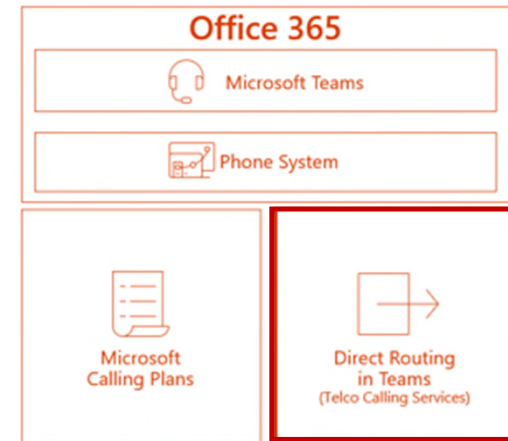 Office 365
Microsoft Teams
Phone System
Microsoft
Calling Plans
Direct Routing
in Teams
(Telco Calling Services)